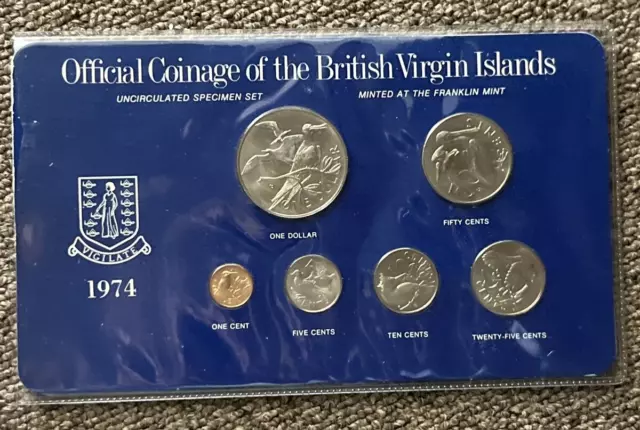 Official Coinage of the British Virgin Islands
UNCIRCULATED SPECIMEN SET
MINTED AT THE FRANKLIN MINT
ONE DOLLAR
FIFTY CENTS
VIGILATE
1974
ONE CENT
FIVE CENTS
TEN CENTS
TWENTY-FIVE CENTS